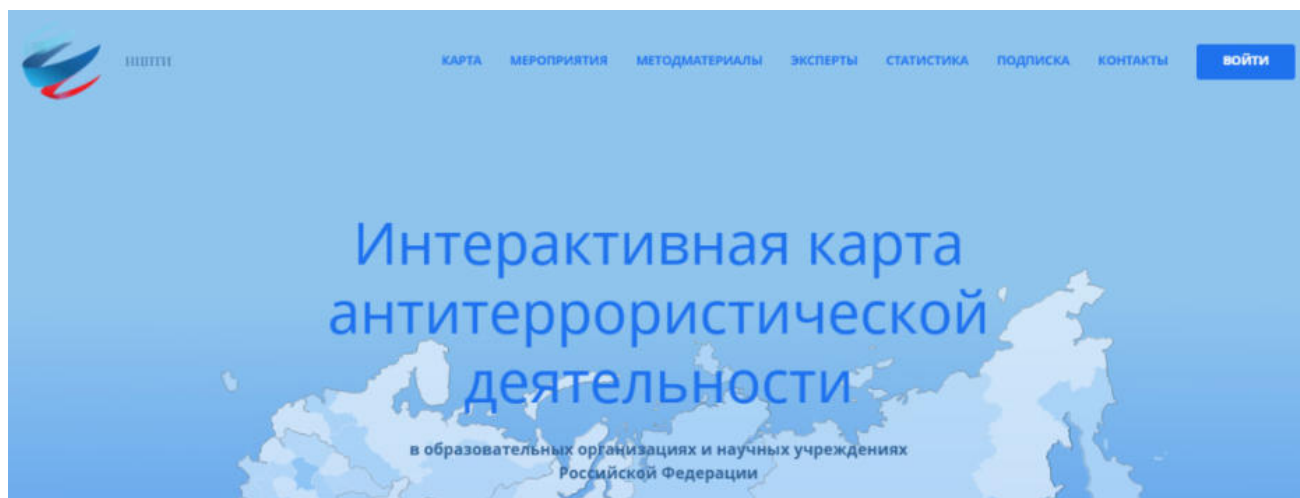 НЦПТИ
КАРТА МЕРОПРИЯТИЯ МЕТОДМАТЕРИАЛЫ ЭКСПЕРТЫ СТАТИСТИКА ПОДПИСКА КОНТАКТЫ ВОЙТИ
Интерактивная карта
антитеррористической
деятельности
в образовательных организациях и научных учреждениях
Российской Федерации